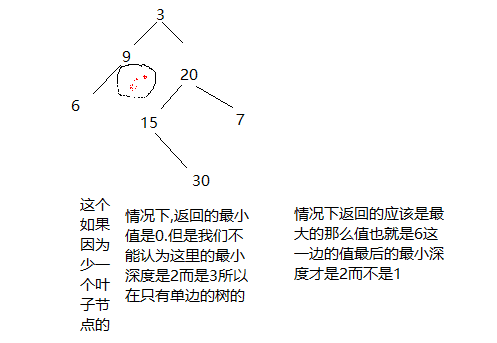 3
9
20
6
15
7
30
这个
如果
因为
少一
个叶
子节
点的
情况下,返回的最小
值是0.但是我们不
能认为这里的最小
深度是2而是3所以
在只有单边的树的
情况下返回的应该是最
大的那么值也就是6这
一边的值最后的最小深
度才是2而不是1